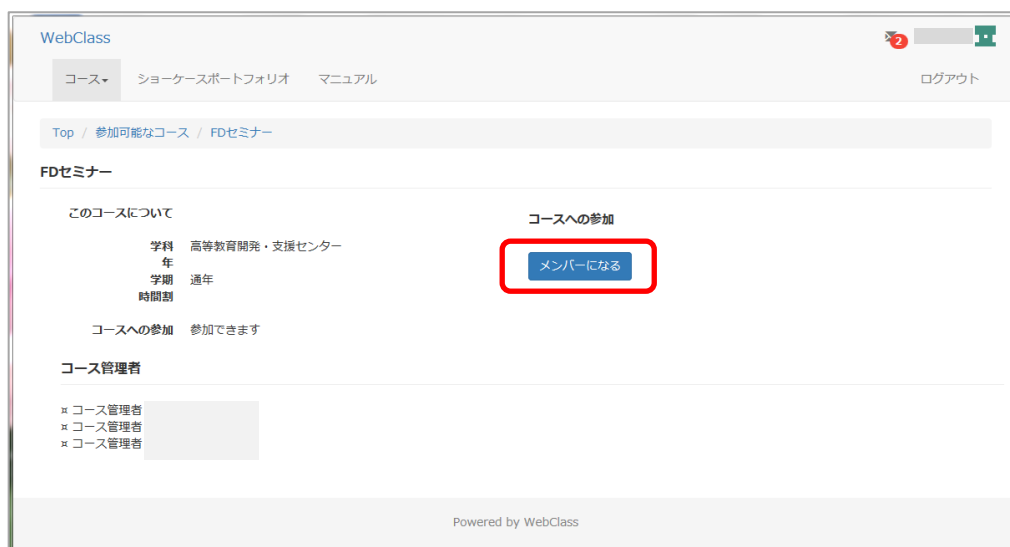 WebClass
2
コース ショーケースポートフォリオ マニュアル ログアウト
Top / 参加可能なコース / FDセミナー
FDセミナー
このコースについて
学科 高等教育開発・支援センター
年
学期 通年
時間割
コースへの参加 参加できます
コースへの参加
メンバーになる
コース管理者
¤ コース管理者
¤ コース管理者
¤ コース管理者
Powered by WebClass